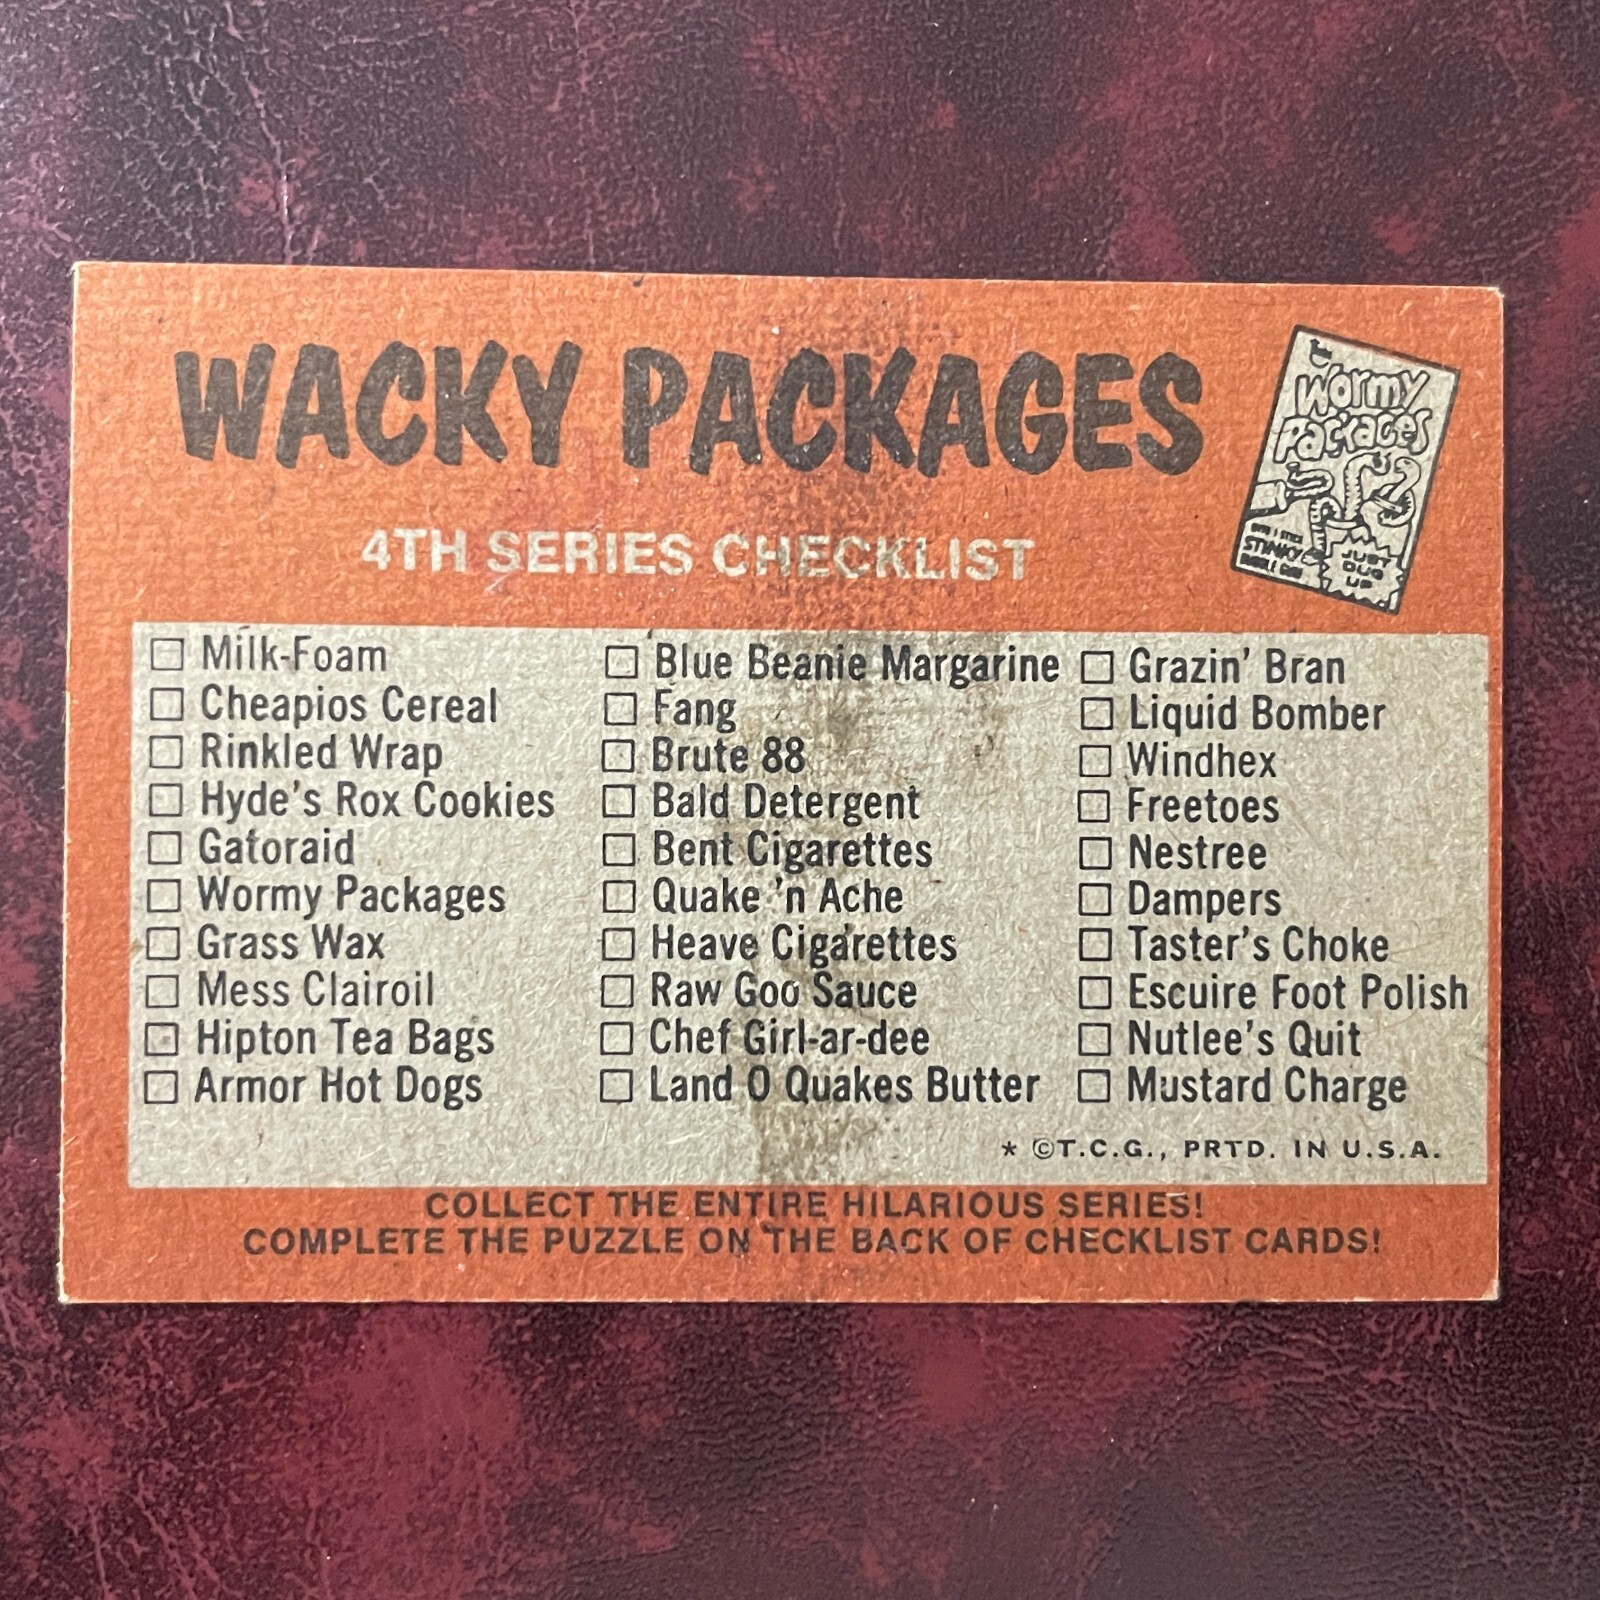 WACKY PACKAGES
Wormy
Packages
STINKY
JUST
DUG
UP
4TH SERIES CHECKLIST
☐ Milk-Foam
☐ Cheapios Cereal
☐ Rinkled Wrap
☐ Hyde's Rox Cookies
☐ Gatoraid
☐ Wormy Packages
☐ Grass Wax
☐ Mess Clairoil
☐ Hipton Tea Bags
☐ Armor Hot Dogs
☐ Blue Beanie Margarine
☐ Fang
☐ Brute 88
☐ Bald Detergent
☐ Bent Cigarettes
☐ Quake 'n Ache
☐ Heave Cigarettes
☐ Raw Goo Sauce
☐ Chef Girl-ar-dee
☐ Land O Quakes Butter
☐ Grazin' Bran
☐ Liquid Bomber
☐ Windhex
☐ Freetoes
☐ Nestree
☐ Dampers
☐ Taster's Choke
☐ Escuire Foot Polish
☐ Nutlee's Quit
☐ Mustard Charge
* ©T.C.G., PRTD. IN U.S.A.
COLLECT THE ENTIRE HILARIOUS SERIES!
COMPLETE THE PUZZLE ON THE BACK OF CHECKLIST CARDS!